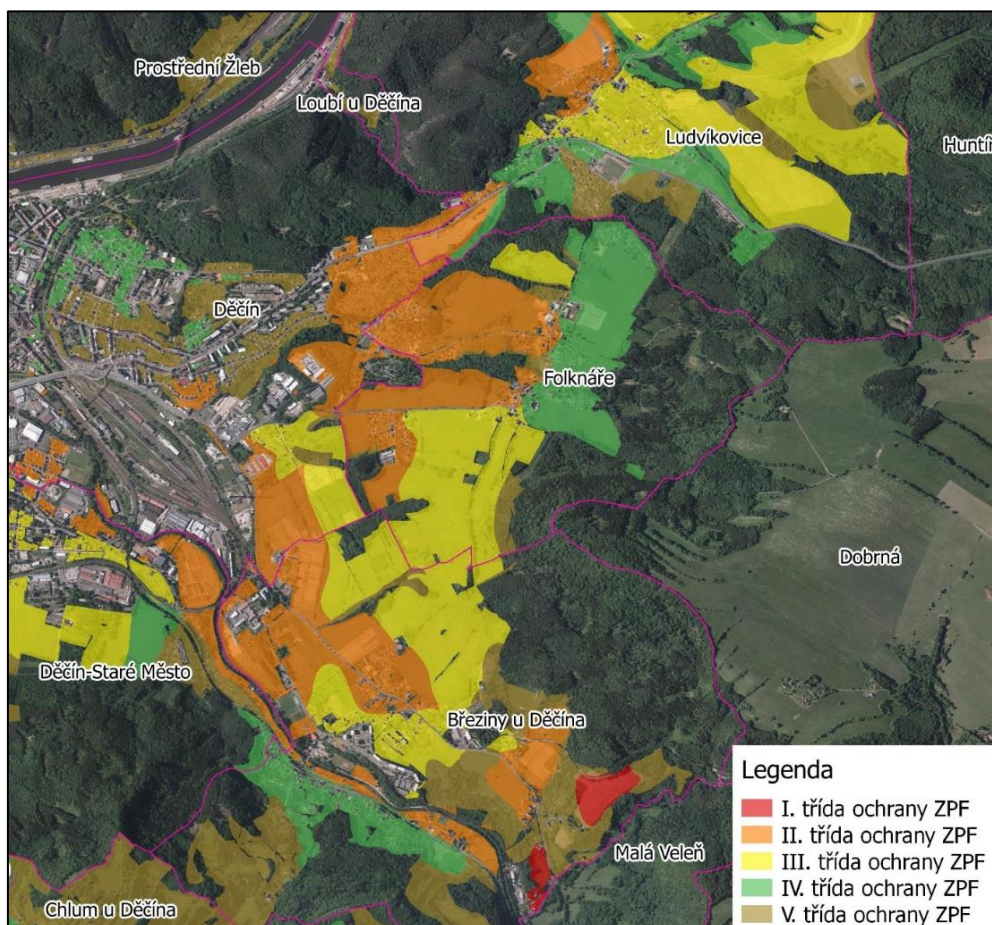 Prostřední Žleb
Loubí u Děčína
Ludvíkovice
Huntíř
Děčín
Folknáře
Dobrná
Děčín-Staré Město
Březiny u Děčína
Malá Veleň
Chlum u Děčína
Legenda
I. třída ochrany ZPF
II. třída ochrany ZPF
III. třída ochrany ZPF
IV. třída ochrany ZPF
V. třída ochrany ZPF